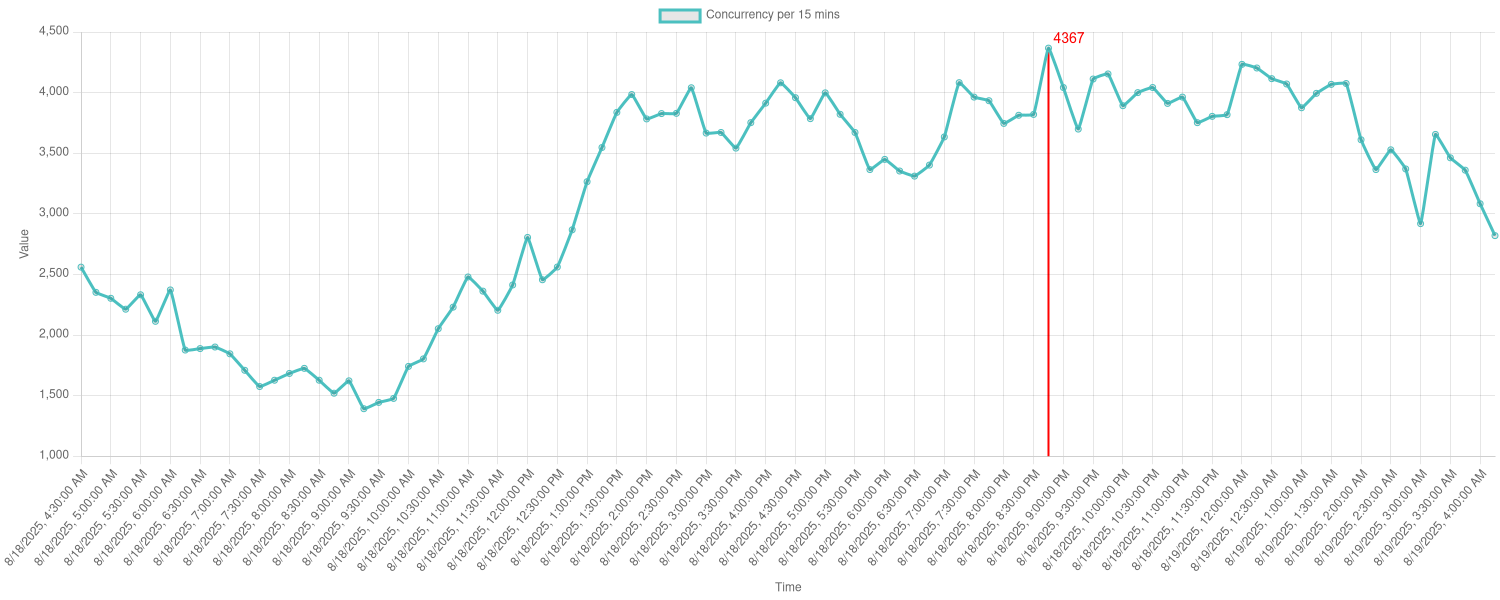 Concurrency per 15 mins
4367
4,500
4,000
3,500
3,000
2,500
2,000
1,500
1,000
Value
8/18/2025, 4:30:00 AM
8/18/2025, 5:00:00 AM
8/18/2025, 5:30:00 AM
8/18/2025, 6:00:00 AM
8/18/2025, 6:30:00 AM
8/18/2025, 7:00:00 AM
8/18/2025, 7:30:00 AM
8/18/2025, 8:00:00 AM
8/18/2025, 8:30:00 AM
8/18/2025, 9:00:00 AM
8/18/2025, 9:30:00 AM
8/18/2025, 10:00:00 AM
8/18/2025, 10:30:00 AM
8/18/2025, 11:00:00 AM
8/18/2025, 11:30:00 AM
8/18/2025, 12:00:00 PM
8/18/2025, 12:30:00 PM
8/18/2025, 1:00:00 PM
8/18/2025, 1:30:00 PM
8/18/2025, 2:00:00 PM
8/18/2025, 2:30:00 PM
8/18/2025, 3:00:00 PM
8/18/2025, 3:30:00 PM
8/18/2025, 4:00:00 PM
8/18/2025, 4:30:00 PM
8/18/2025, 5:00:00 PM
8/18/2025, 5:30:00 PM
8/18/2025, 6:00:00 PM
8/18/2025, 6:30:00 PM
8/18/2025, 7:00:00 PM
8/18/2025, 7:30:00 PM
8/18/2025, 8:00:00 PM
8/18/2025, 8:30:00 PM
8/18/2025, 9:00:00 PM
8/18/2025, 9:30:00 PM
8/18/2025, 10:00:00 PM
8/18/2025, 10:30:00 PM
8/18/2025, 11:00:00 PM
8/18/2025, 11:30:00 PM
8/19/2025, 12:00:00 AM
8/19/2025, 12:30:00 AM
8/19/2025, 1:00:00 AM
8/19/2025, 1:30:00 AM
8/19/2025, 2:00:00 AM
8/19/2025, 2:30:00 AM
8/19/2025, 3:00:00 AM
8/19/2025, 3:30:00 AM
8/19/2025, 4:00:00 AM
Time